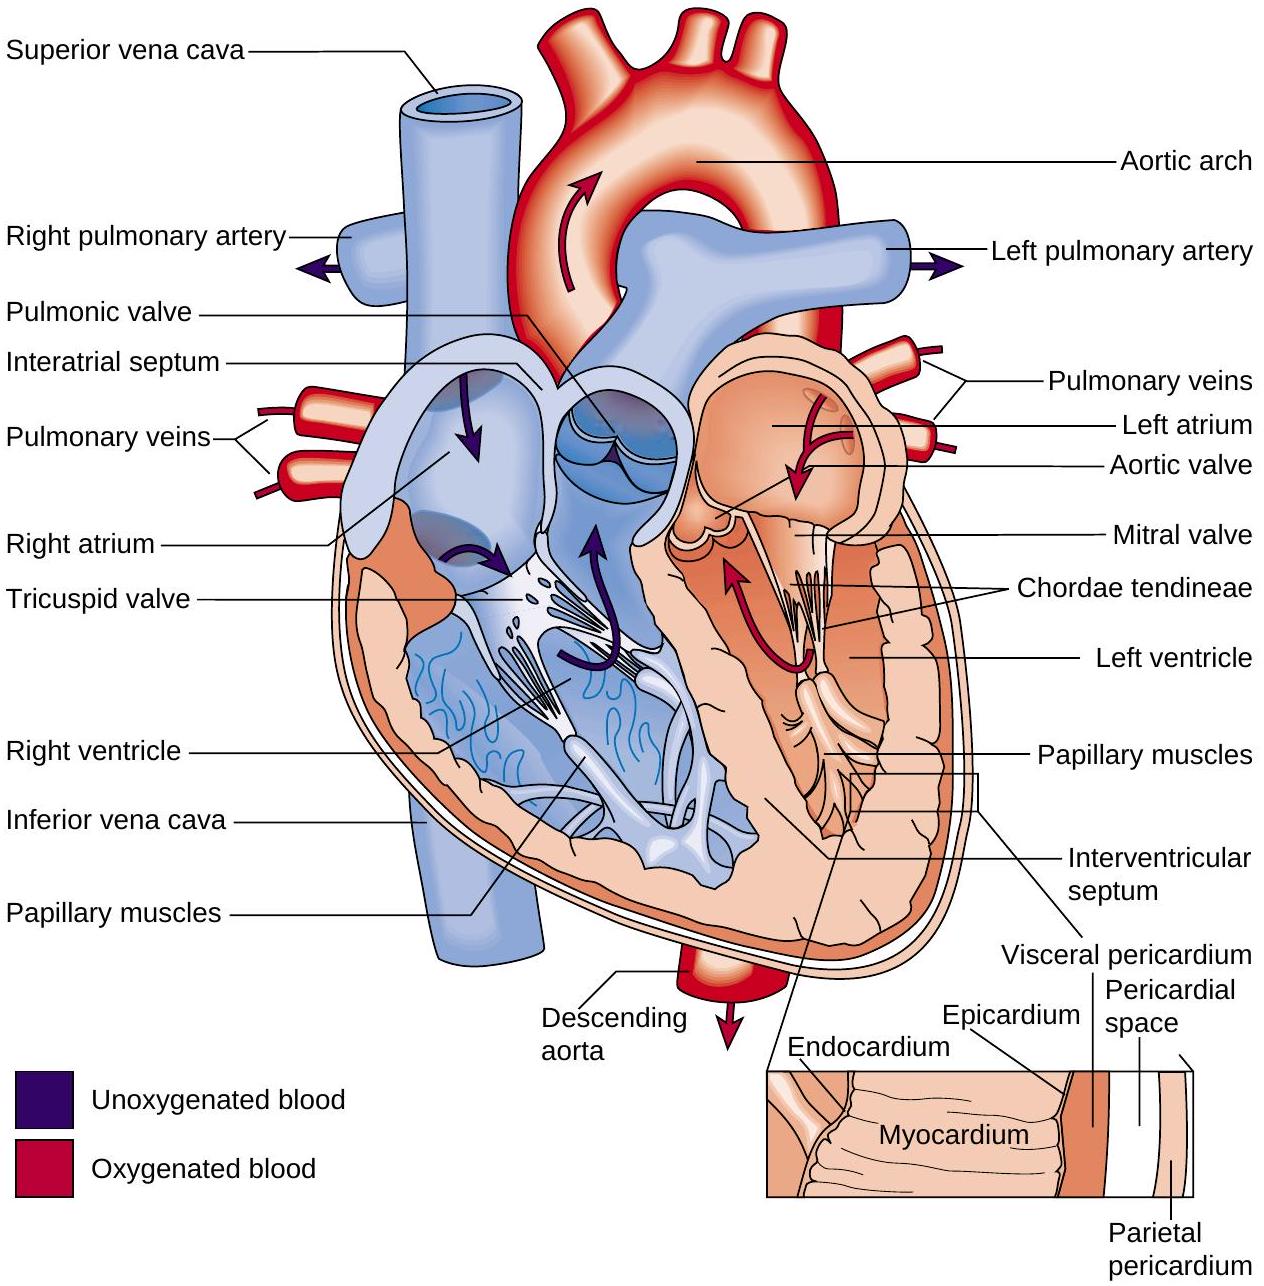 Superior vena cava
Aortic arch
Right pulmonary artery
Left pulmonary artery
Pulmonic valve
Interatrial septum
Pulmonary veins
Pulmonary veins
Left atrium
Aortic valve
Right atrium
Mitral valve
Tricuspid valve
Chordae tendineae
Left ventricle
Right ventricle
Papillary muscles
Inferior vena cava
Interventricular
septum
Papillary muscles
Visceral pericardium
Pericardial
space
Descending
aorta
Epicardium
Endocardium
Myocardium
Unoxygenated blood
Oxygenated blood
Parietal
pericardium